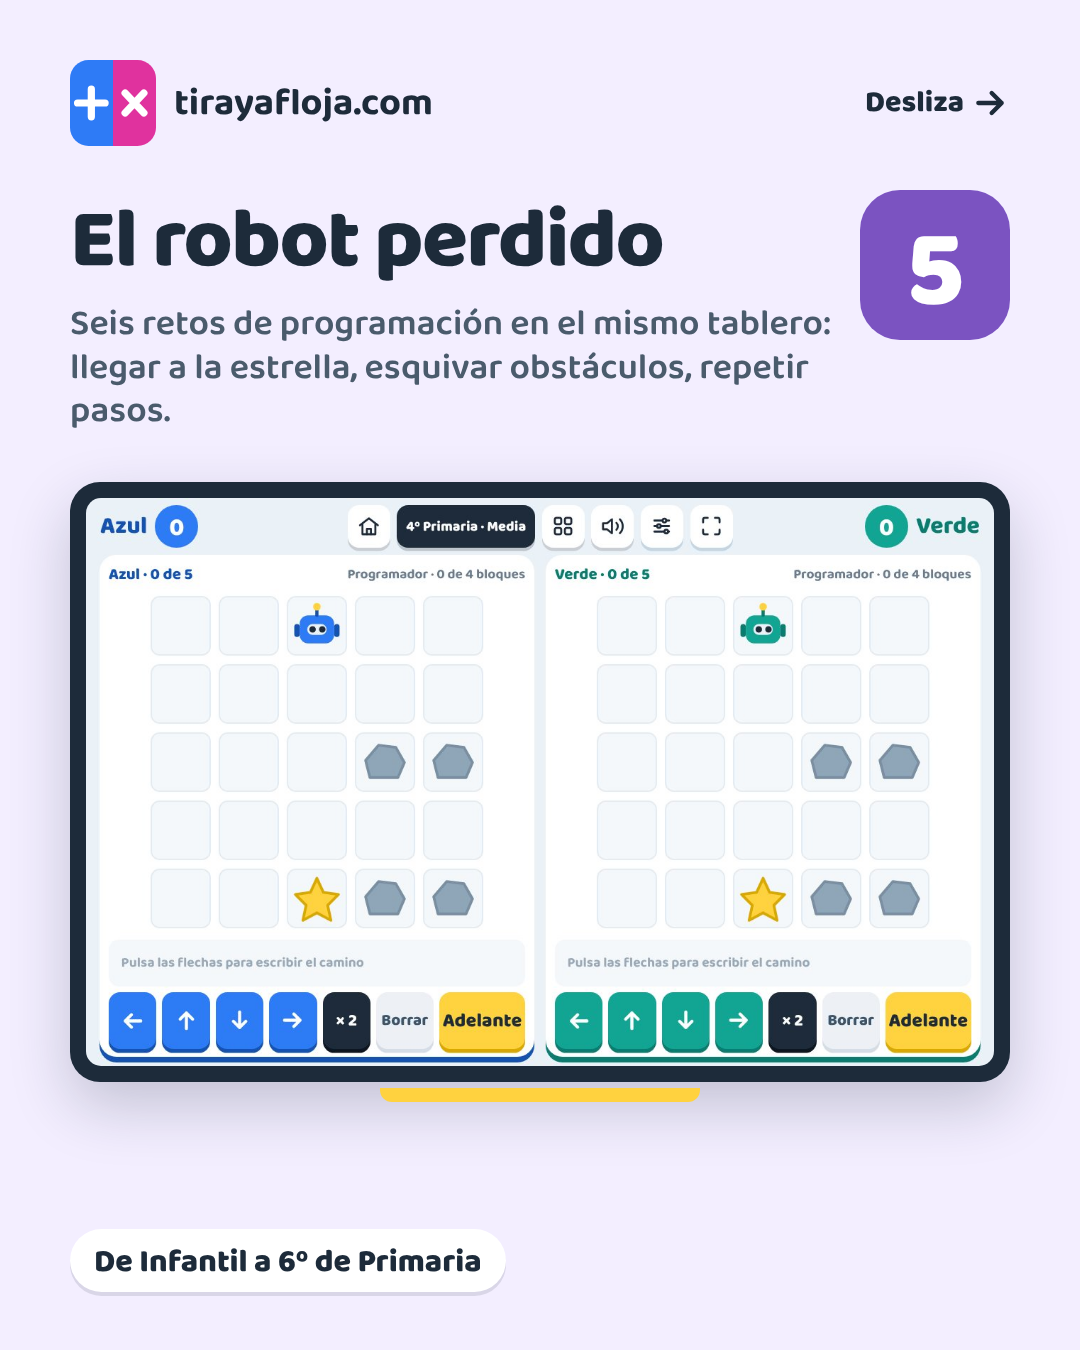 tirayafloja.com
Desliza →
El robot perdido
5
Seis retos de programación en el mismo tablero:
llegar a la estrella, esquivar obstáculos, repetir
pasos.
Azul 0
4º Primaria · Media
0 Verde
Azul · 0 de 5
Programador · 0 de 4 bloques
Verde · 0 de 5
Programador · 0 de 4 bloques
Pulsa las flechas para escribir el camino
Pulsa las flechas para escribir el camino
← ↑ ↓ → × 2 Borrar Adelante
← ↑ ↓ → × 2 Borrar Adelante
De Infantil a 6º de Primaria